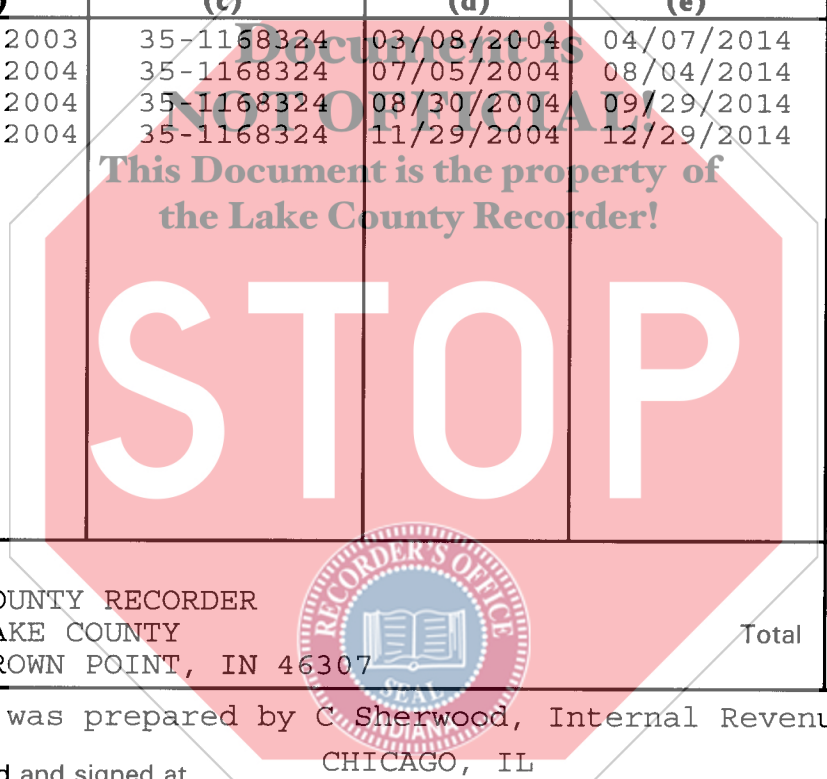 (c) (d) (e)
2003 35-1168324 03/08/2004 04/07/2014
2004 35-1168324 07/05/2004 08/04/2014
2004 35-1168324 08/30/2004 09/29/2014
2004 35-1168324 11/29/2004 12/29/2014
Document is
NOT OFFICIAL!
This Document is the property of
the Lake County Recorder!
STOP
RECORDER'S OFFICE
SEAL
INDIANA
OUNTY RECORDER
AKE COUNTY
Total
ROWN POINT, IN 46307
was prepared by C Sherwood, Internal Revenu
CHICAGO, IL
d and signed at